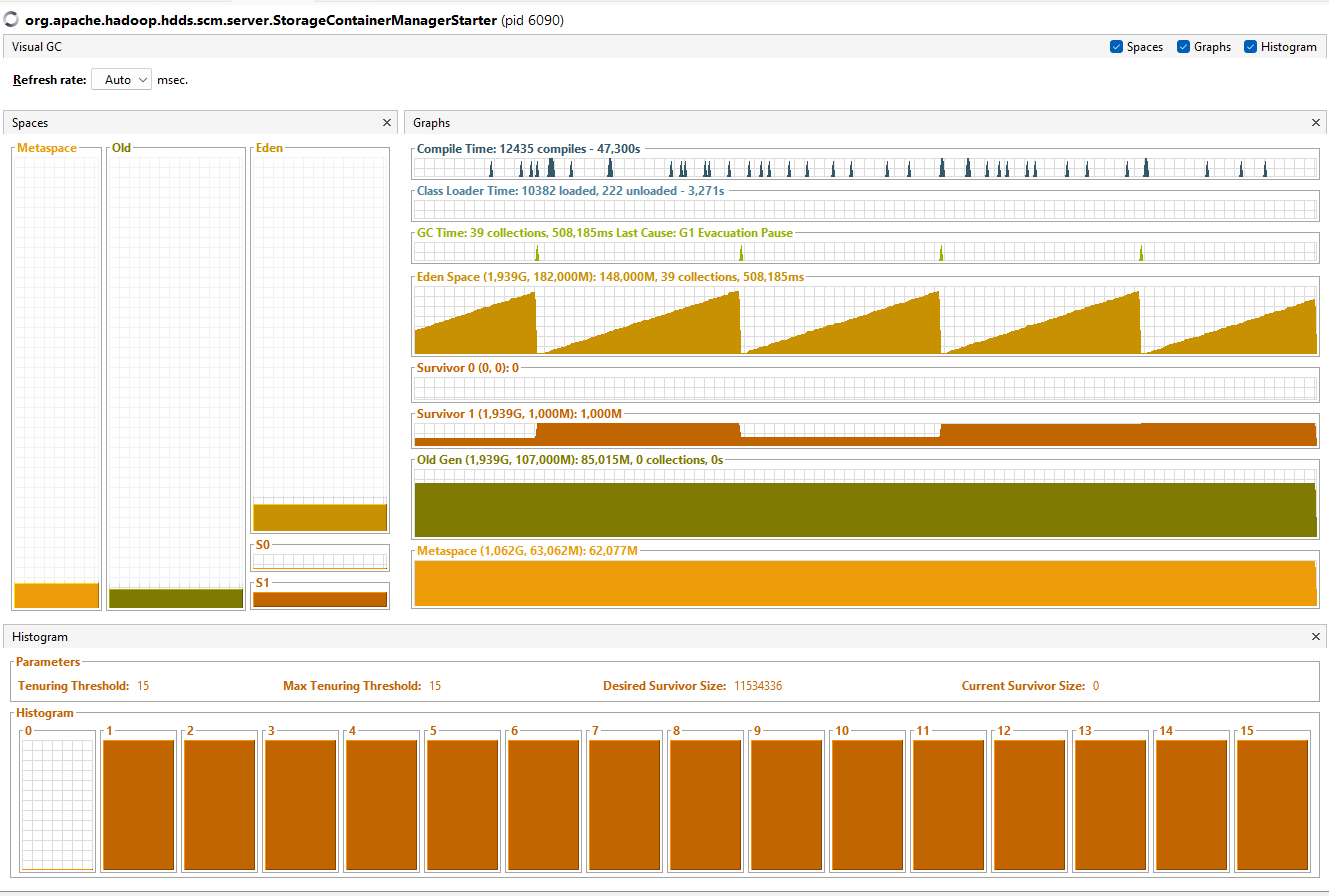 org.apache.hadoop.hdds.scm.server.StorageContainerManagerStarter (pid 6090)
Visual GC
Spaces Graphs Histogram
Refresh rate: Auto msec.
Spaces
Metaspace
Old
Eden
S0
S1
Graphs
Compile Time: 12435 compiles - 47,300s
Class Loader Time: 10382 loaded, 222 unloaded - 3,271s
GC Time: 39 collections, 508,185ms Last Cause: G1 Evacuation Pause
Eden Space (1,939G, 182,000M): 148,000M, 39 collections, 508,185ms
Survivor 0 (0, 0): 0
Survivor 1 (1,939G, 1,000M): 1,000M
Old Gen (1,939G, 107,000M): 85,015M, 0 collections, 0s
Metaspace (1,062G, 63,062M): 62,077M
Histogram
Parameters
Tenuring Threshold: 15 Max Tenuring Threshold: 15 Desired Survivor Size: 11534336 Current Survivor Size: 0
Histogram
0 1 2 3 4 5 6 7 8 9 10 11 12 13 14 15